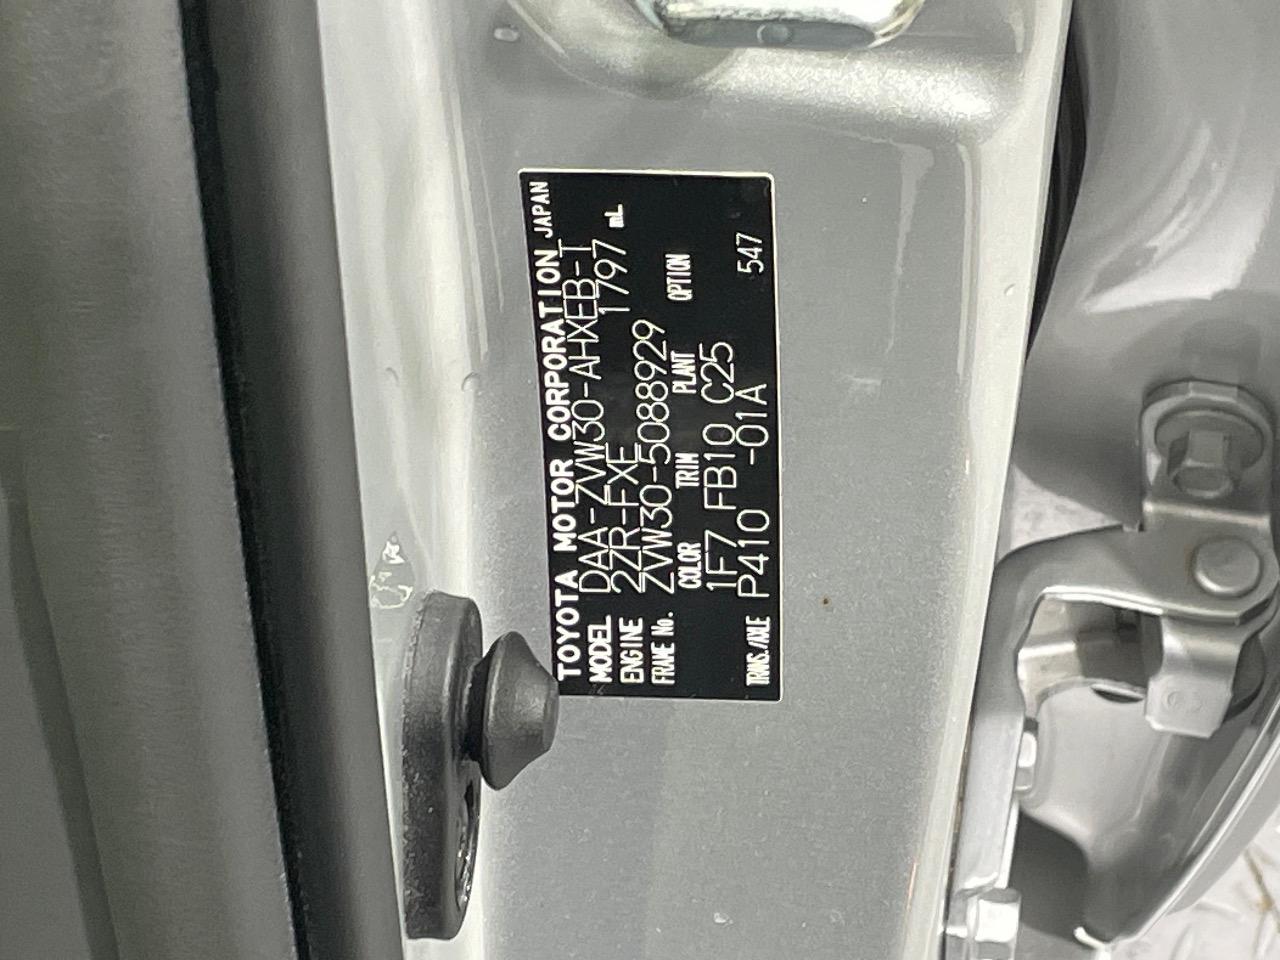 TOYOTA MOTOR CORPORATION JAPAN
MODEL DAA-ZVW30-AHXEB-T
ENGINE 2ZR-FXE 1797 mL
FRAME No. ZVW30-5088929
COLOR TRIM PLANT OPTION
1F7 FB10 C25
TRANS./AXLE P410 -01A 547